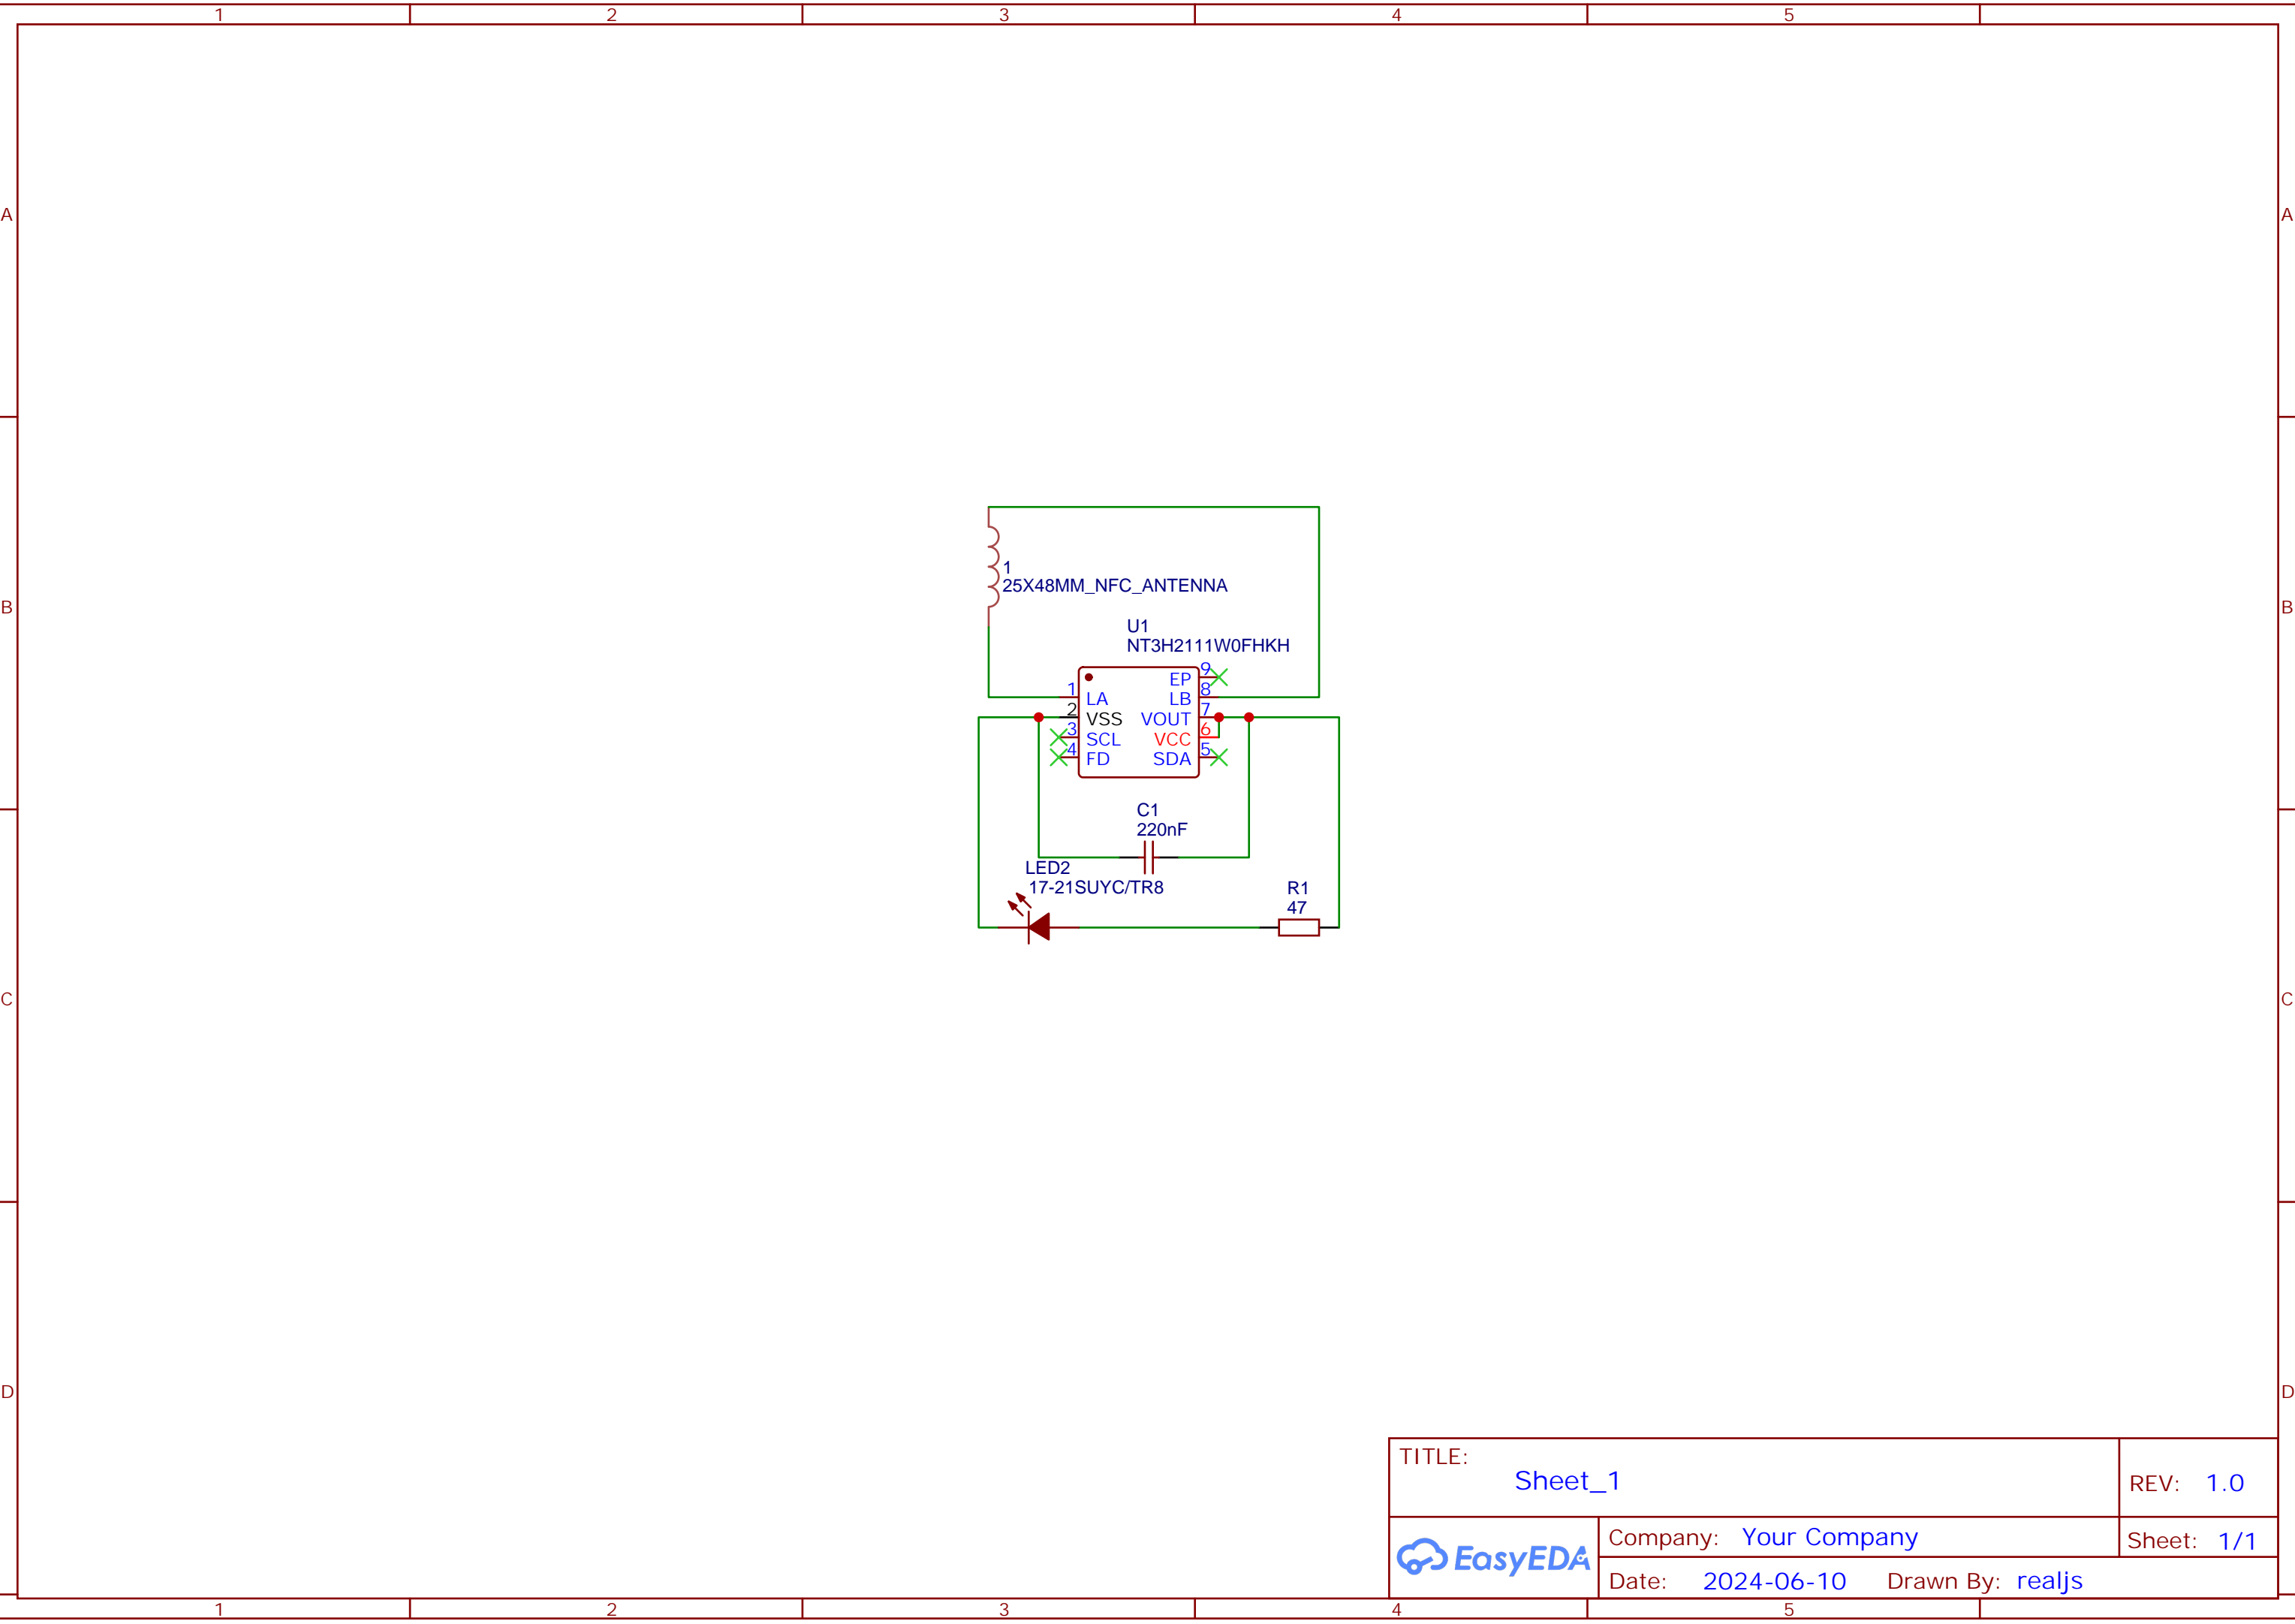 1 2 3 4 5
A A
B B
C C
D D
1
25X48MM_NFC_ANTENNA
U1
NT3H2111W0FHKH
EP 9
1 LA LB 8
2 VSS VOUT 7
3 SCL VCC 6
4 FD SDA 5
C1
220nF
LED2
17-21SUYC/TR8
R1
47
TITLE:
Sheet_1
REV: 1.0
EasyEDA
Company: Your Company
Sheet: 1/1
Date: 2024-06-10 Drawn By: realjs
1 2 3 4 5